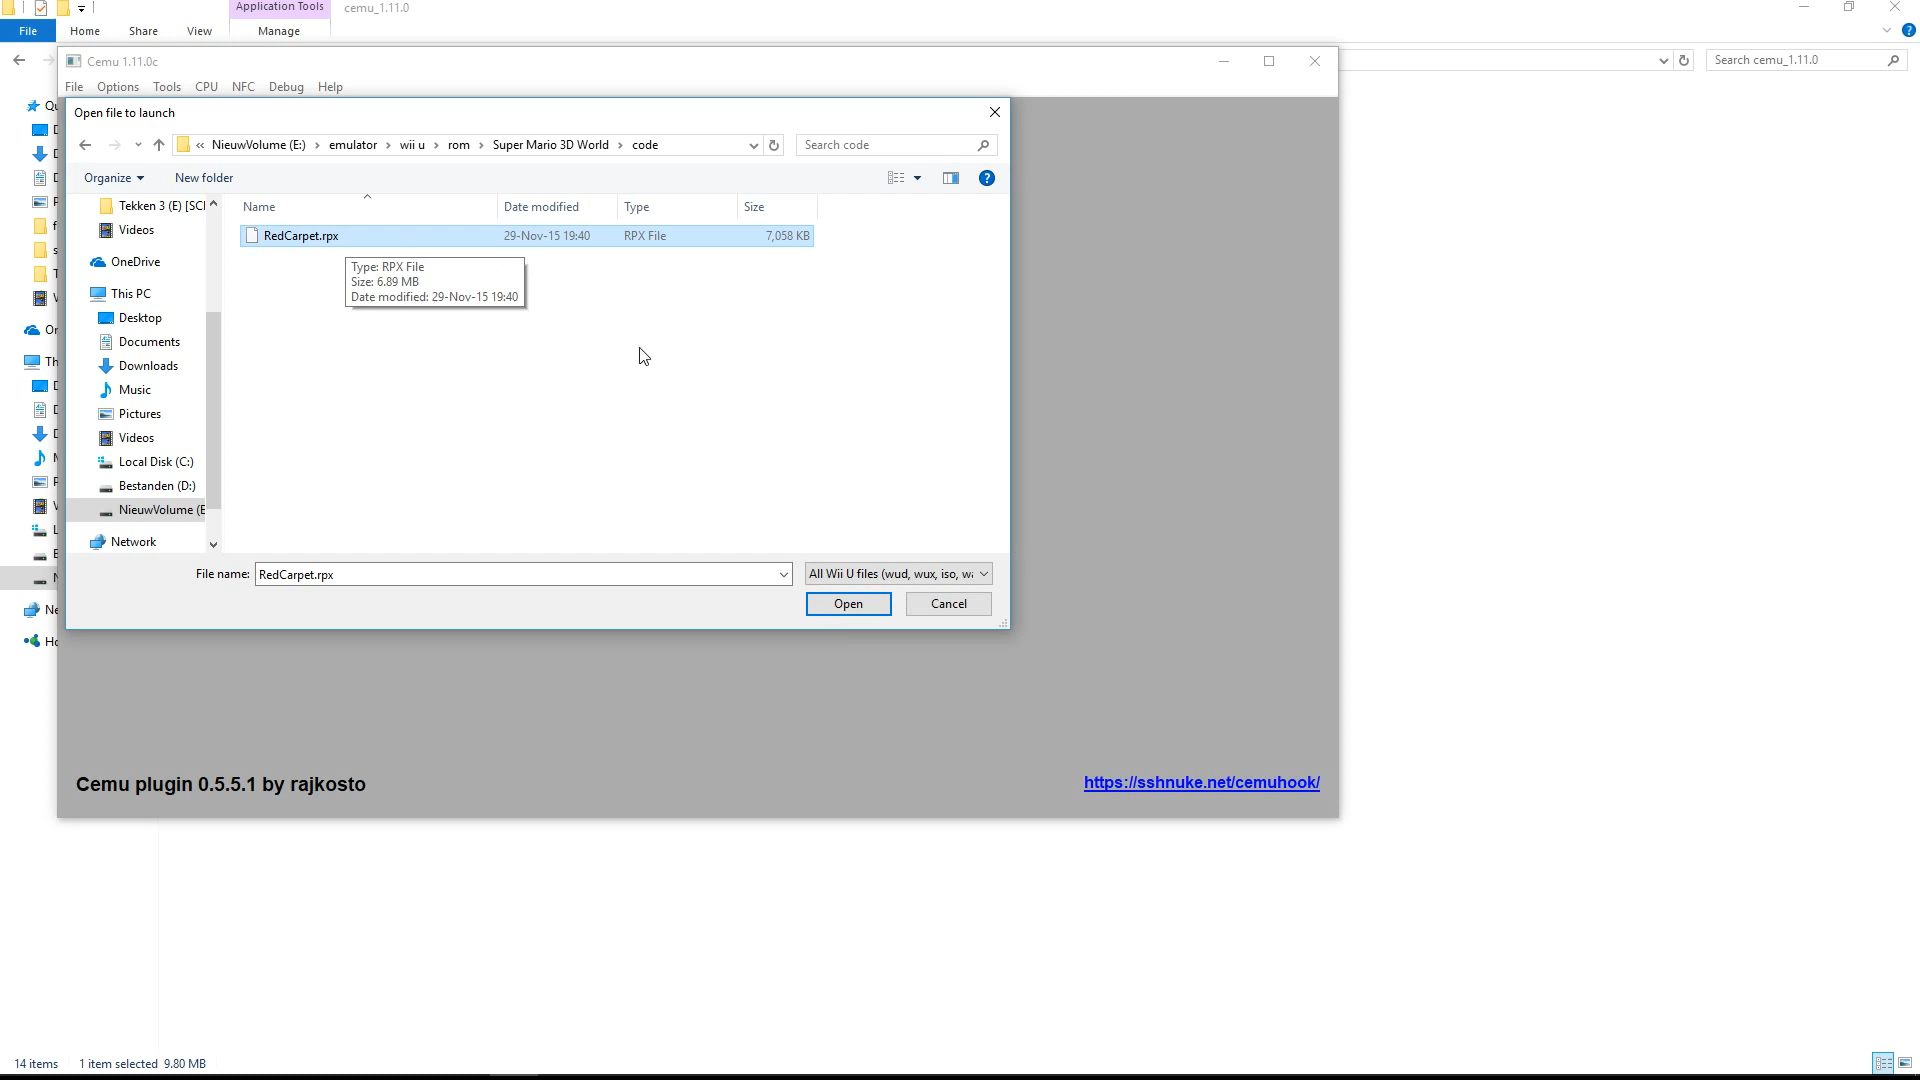 Application Tools cemu_1.11.0
File Home Share View Manage
Cemu 1.11.0c
Search cemu_1.11.0
File Options Tools CPU NFC Debug Help
Open file to launch
« NieuwVolume (E:) › emulator › wii u › rom › Super Mario 3D World › code
Search code
Organize New folder
Name Date modified Type Size
Tekken 3 (E) [SCI
Videos
RedCarpet.rpx 29-Nov-15 19:40 RPX File 7,058 KB
Type: RPX File
Size: 6.89 MB
Date modified: 29-Nov-15 19:40
OneDrive
This PC
Desktop
Documents
Downloads
Music
Pictures
Videos
Local Disk (C:)
Bestanden (D:)
NieuwVolume (E
Network
File name: RedCarpet.rpx All Wii U files (wud, wux, iso, wa
Open Cancel
Cemu plugin 0.5.5.1 by rajkosto
https://sshnuke.net/cemuhook/
14 items 1 item selected 9.80 MB